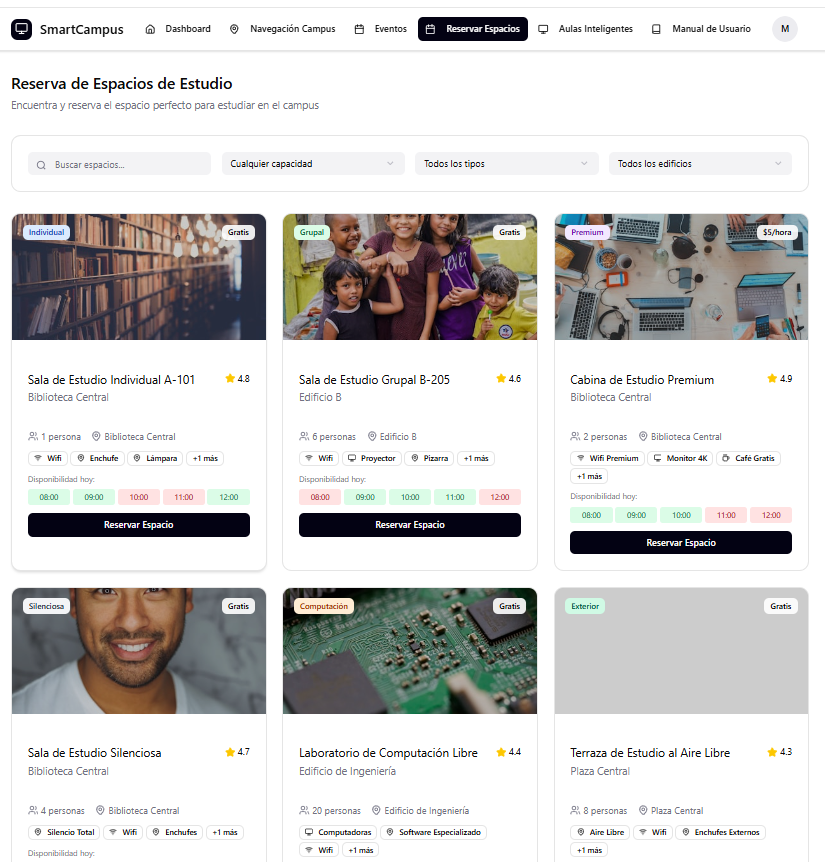 SmartCampus Dashboard Navegación Campus Eventos Reservar Espacios Aulas Inteligentes Manual de Usuario M
Reserva de Espacios de Estudio
Encuentra y reserva el espacio perfecto para estudiar en el campus
Buscar espacios... Cualquier capacidad Todos los tipos Todos los edificios
Individual Gratis
Sala de Estudio Individual A-101 4.8
Biblioteca Central
1 persona Biblioteca Central
Wifi Enchufe Lámpara +1 más
Disponibilidad hoy:
08:00 09:00 10:00 11:00 12:00
Reservar Espacio
Grupal Gratis
Sala de Estudio Grupal B-205 4.6
Edificio B
6 personas Edificio B
Wifi Proyector Pizarra +1 más
Disponibilidad hoy:
08:00 09:00 10:00 11:00 12:00
Reservar Espacio
Premium $5/hora
Cabina de Estudio Premium 4.9
Biblioteca Central
2 personas Biblioteca Central
Wifi Premium Monitor 4K Café Gratis
+1 más
Disponibilidad hoy:
08:00 09:00 10:00 11:00 12:00
Reservar Espacio
Silenciosa Gratis
Sala de Estudio Silenciosa 4.7
Biblioteca Central
4 personas Biblioteca Central
Silencio Total Wifi Enchufes +1 más
Disponibilidad hoy:
Computación Gratis
Laboratorio de Computación Libre 4.4
Edificio de Ingeniería
20 personas Edificio de Ingeniería
Computadoras Software Especializado
Wifi +1 más
Exterior Gratis
Terraza de Estudio al Aire Libre 4.3
Plaza Central
8 personas Plaza Central
Aire Libre Wifi Enchufes Externos
+1 más